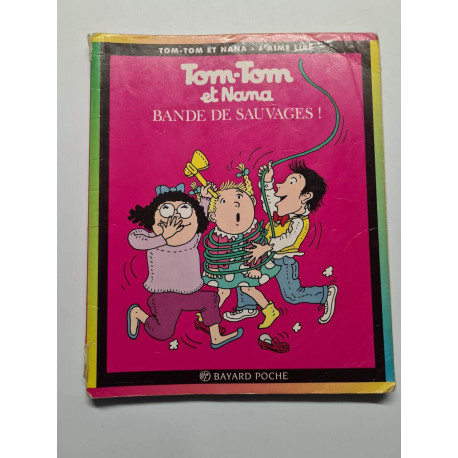 TOM-TOM ET NANA - J'AIME LIRE
Tom-Tom
et Nana
BANDE DE SAUVAGES !
BAYARD POCHE